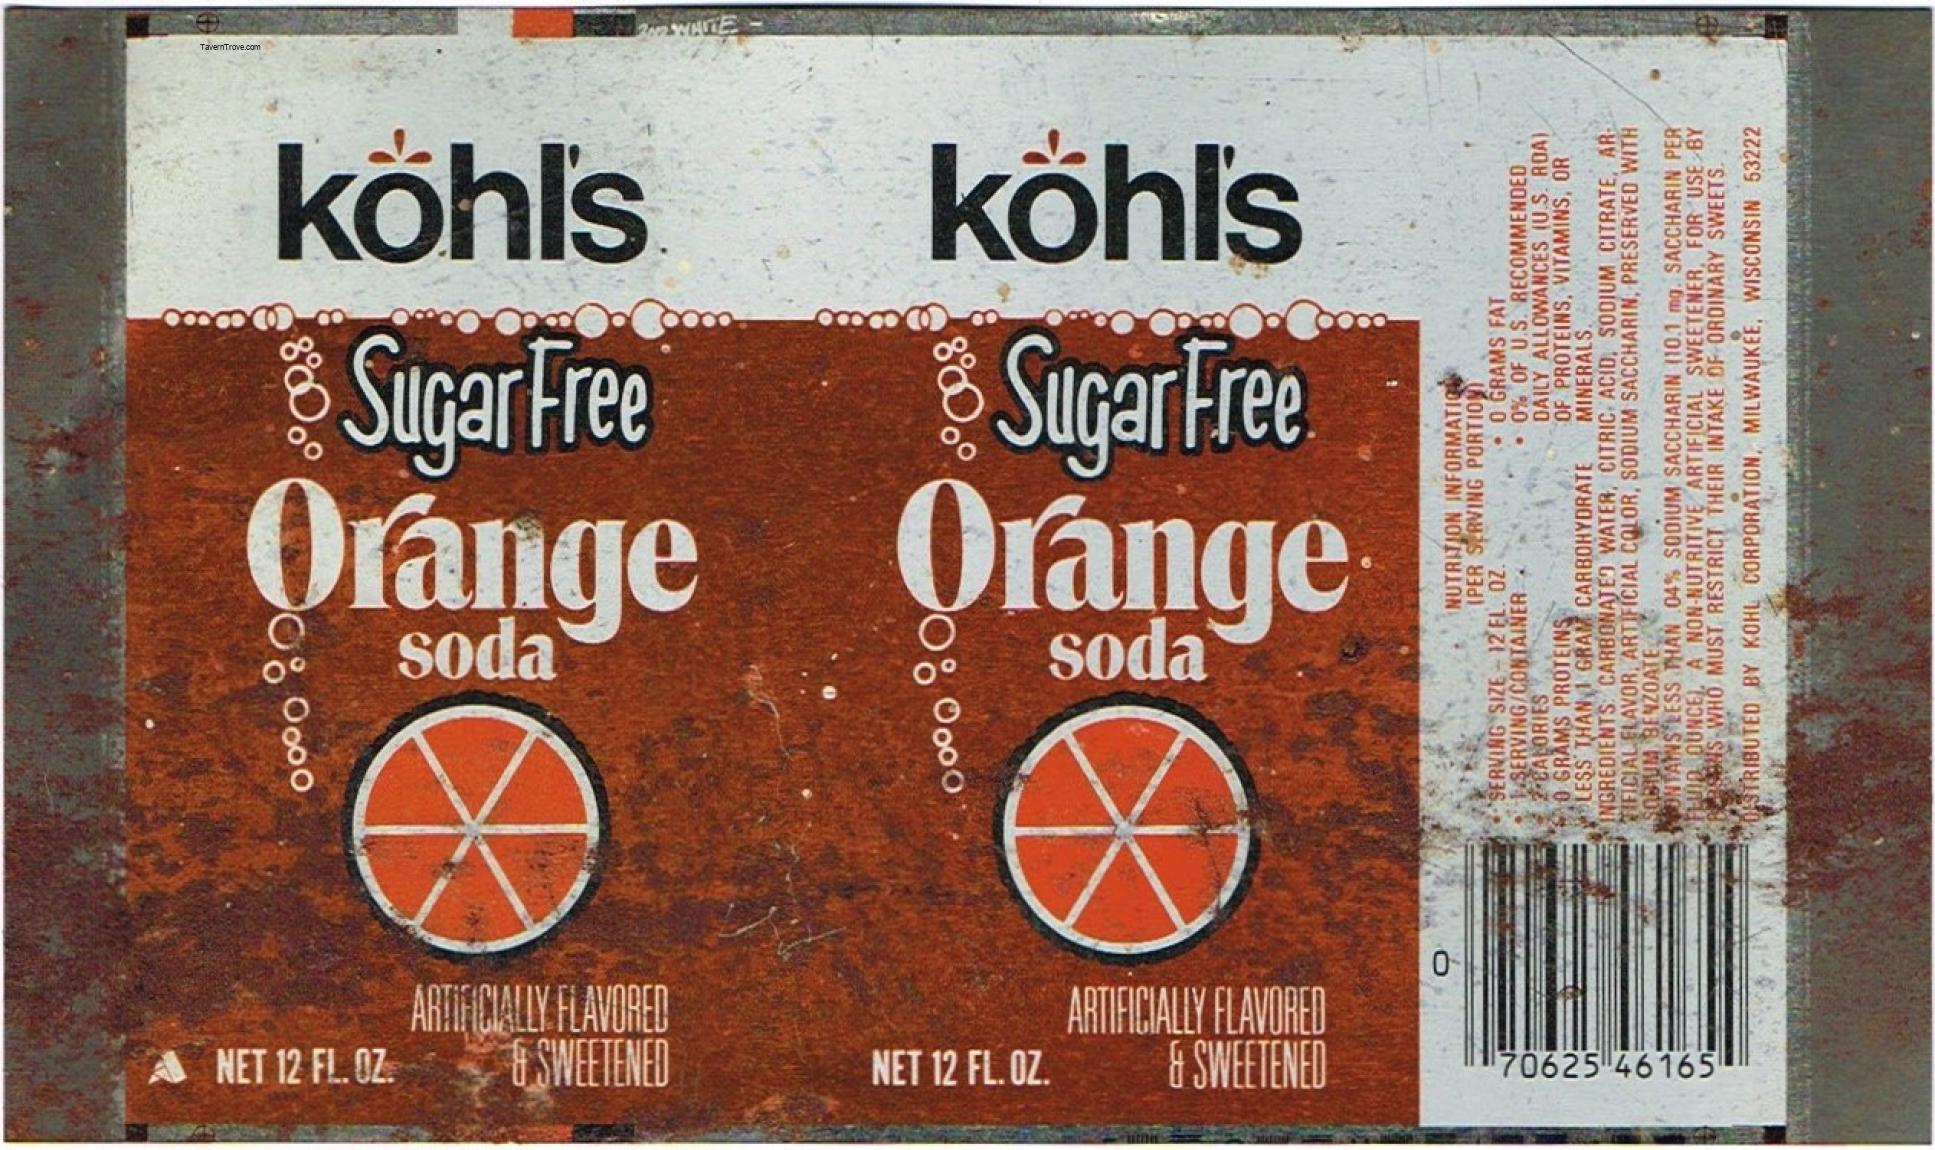 2 1/2 WHITE -
TavernTrove.com
kohl's
SugarFree
Orange
soda
ARTIFICIALLY FLAVORED
& SWEETENED
NET 12 FL. OZ.
kohl's
SugarFree
Orange
soda
ARTIFICIALLY FLAVORED
& SWEETENED
NET 12 FL. OZ.
NUTRITION INFORMATION
(PER SERVING PORTION)
• SERVING SIZE - 12 FL. OZ.
• 1 SERVING/CONTAINER
• 2 CALORIES
• 0 GRAMS PROTEINS
• LESS THAN 1 GRAM CARBOHYDRATE
• 0 GRAMS FAT
• 0% OF U.S. RECOMMENDED
DAILY ALLOWANCES (U.S. RDA)
OF PROTEINS, VITAMINS, OR
MINERALS
INGREDIENTS: CARBONATED WATER, CITRIC ACID, SODIUM CITRATE, AR-
TIFICIAL FLAVOR, ARTIFICIAL COLOR, SODIUM SACCHARIN, PRESERVED WITH
SODIUM BENZOATE
CONTAINS LESS THAN .04% SODIUM SACCHARIN (10.1 mg. SACCHARIN PER
FLUID OUNCE), A NON-NUTRITIVE ARTIFICIAL SWEETENER, FOR USE BY
PERSONS WHO MUST RESTRICT THEIR INTAKE OF ORDINARY SWEETS.
DISTRIBUTED BY KOHL CORPORATION, MILWAUKEE, WISCONSIN 53222
0 70625 46165